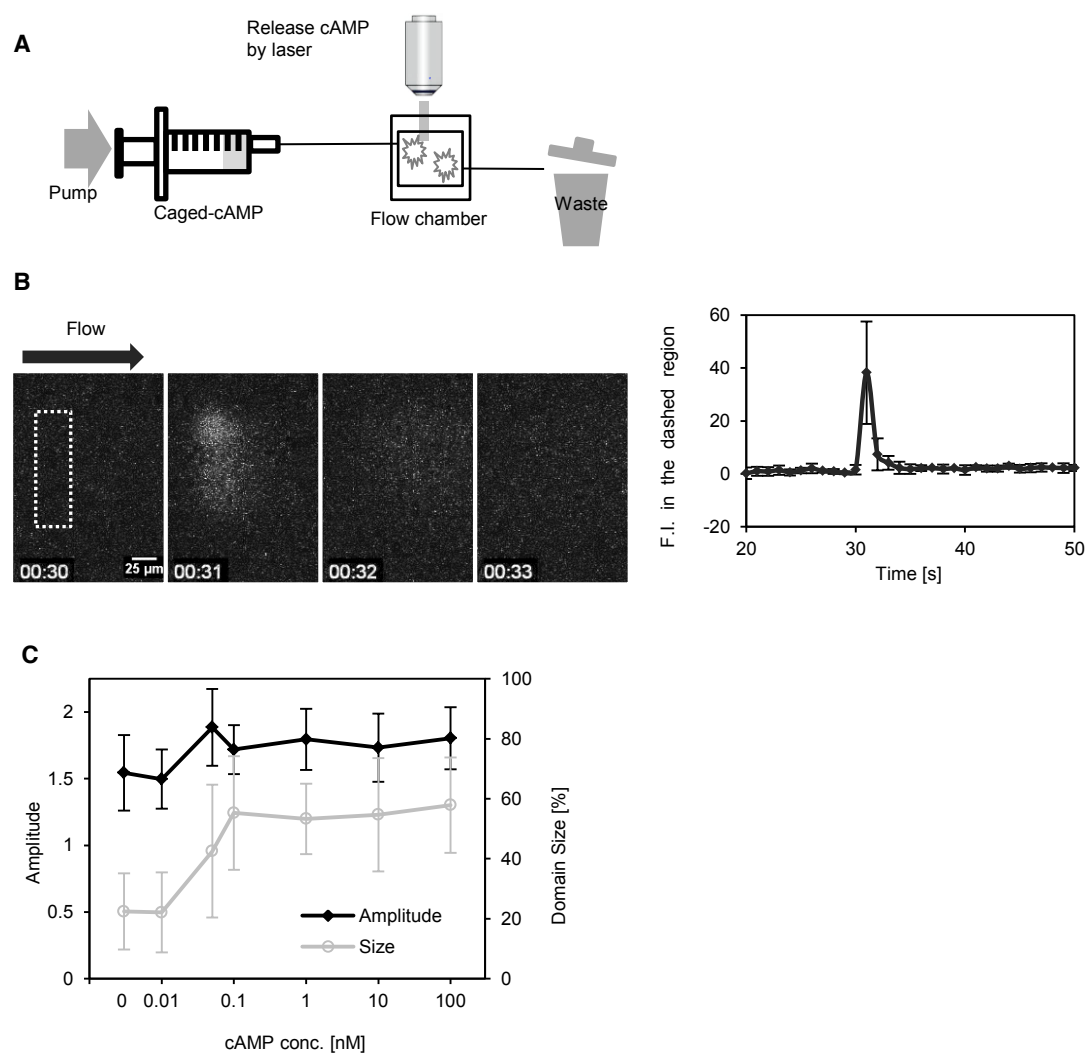 A
Release cAMP
by laser
Pump
Caged-cAMP
Flow chamber
Waste
B
Flow
00:30
25 µm
00:31
00:32
00:33
F.I. in the dashed region
60
40
20
0
-20
20
30
40
50
Time [s]
C
Amplitude
2
1.5
1
0.5
0
100
80
60
40
20
0
Domain Size [%]
Amplitude
Size
0 0.01 0.1 1 10 100
cAMP conc. [nM]